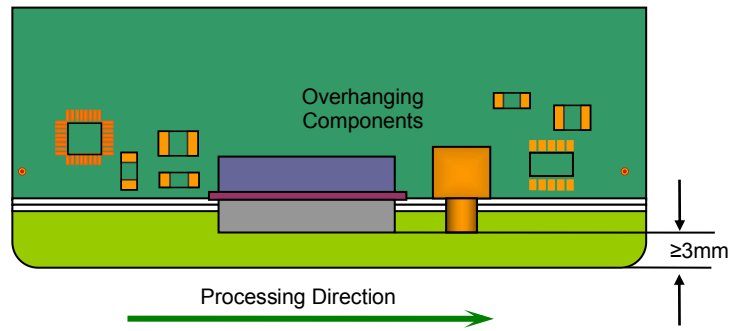 Overhanging
Components
≥3mm
Processing Direction